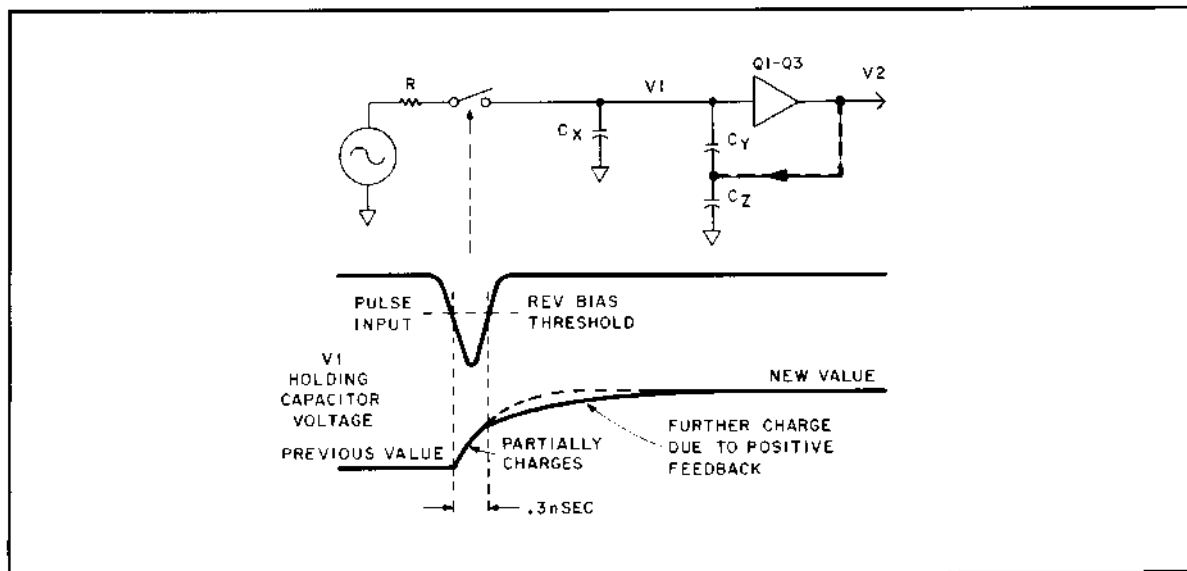 Q1-Q3
R
V1
V2
CX
CY
CZ
PULSE
INPUT
REV BIAS
THRESHOLD
V1
HOLDING
CAPACITOR
VOLTAGE
NEW VALUE
PREVIOUS VALUE
PARTIALLY
CHARGES
FURTHER CHARGE
DUE TO POSITIVE
FEEDBACK
.3nSEC